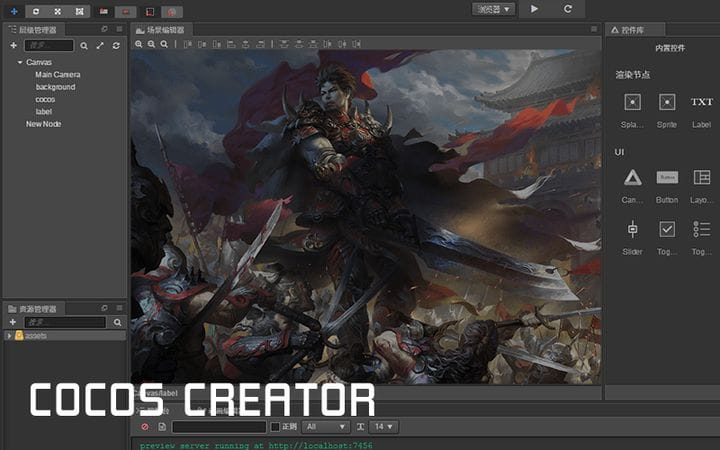 浏览器
层级管理器
场景编辑器
控件库
搜索...
Canvas
Main Camera
background
cocos
label
New Node
内置控件
渲染节点
TXT
Spla...
Sprite
Label
UI
Button
Can...
Button
Layo...
Slider
Tog...
Tog...
资源管理器
搜索...
assets
Canvas/label
COCOS CREATOR
正则
All
14
preview server running at http://localhost:7456